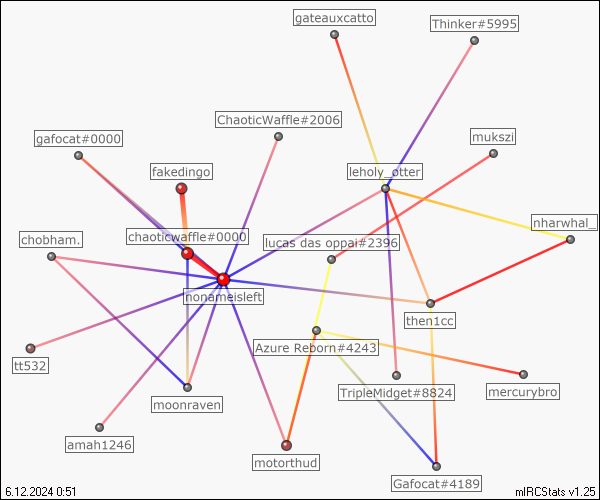 gateauxcatto
Thinker#5995
ChaoticWaffle#2006
gafocat#0000
mukszi
fakedingo
leholy_otter
nharwhal_
chaoticwaffle#0000
chobham.
lucas das oppai#2396
nonameisleft
then1cc
Azure Reborn#4243
tt532
TripleMidget#8824
mercurybro
moonraven
amah1246
motorthud
Gafocat#4189
6.12.2024 0:51
mIRCStats v1.25